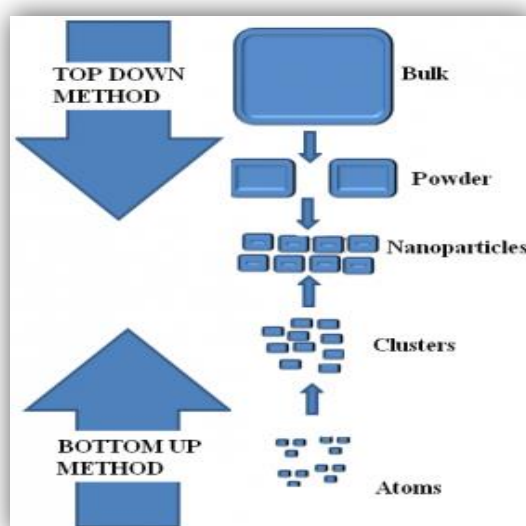 TOP DOWN
METHOD
Bulk
Powder
Nanoparticles
Clusters
BOTTOM UP
METHOD
Atoms